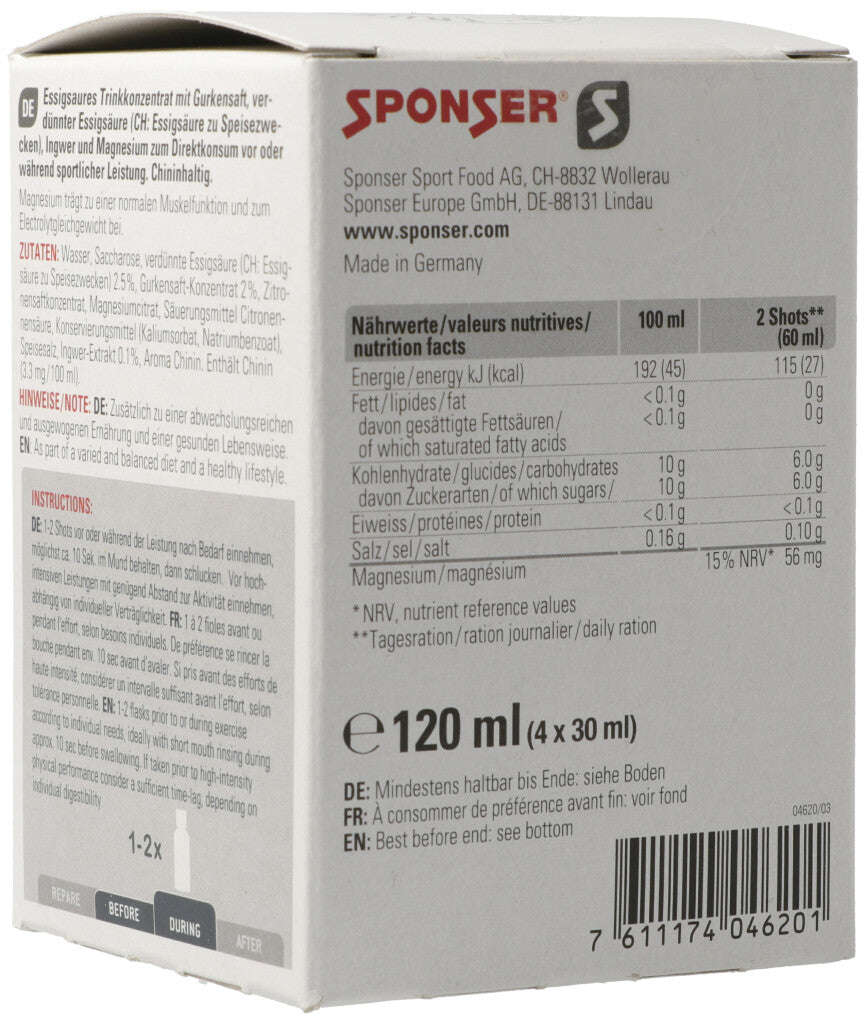 DE
Essigsaures Trinkkonzentrat mit Gurkensaft, ver-
dünnter Essigsäure (CH: Essigsäure zu Speisezwe-
cken), Ingwer und Magnesium zum Direktkonsum vor oder
während sportlicher Leistung. Chininhaltig.
Magnesium trägt zu einer normalen Muskelfunktion und zum
Electrolytgleichgewicht bei.
ZUTATEN: Wasser, Saccharose, verdünnte Essigsäure (CH: Essig-
säure zu Speisezwecken) 2.5%, Gurkensaft-Konzentrat 2%, Zitro-
nensaftkonzentrat, Magnesiumcitrat, Säuerungsmittel Citronen-
nensäure, Konservierungsmittel (Kaliumsorbat, Natriumbenzoat),
Speisesalz, Ingwer-Extrakt 0.1%, Aroma Chinin. Enthält Chinin
(3.3 mg/100 ml).
HINWEISE/NOTE: DE: Zusätzlich zu einer abwechslungsreichen
und ausgewogenen Ernährung und einer gesunden Lebensweise.
EN: As part of a varied and balanced diet and a healthy lifestyle.
INSTRUCTIONS:
DE: 1-2 Shots vor oder während der Leistung nach Bedarf einnehmen,
möglichst ca. 10 Sek. im Mund behalten, dann schlucken. Vor hoch-
intensiven Leistungen mit genügend Abstand zur Aktivität einnehmen,
abhängig von individueller Verträglichkeit. FR: 1 à 2 fioles avant ou
pendant l'effort, selon besoins individuels. De préférence se rincer la
bouche pendant env. 10 sec avant d'avaler. Si pris avant des efforts de
haute intensité, considérer un intervalle suffisant avant l'effort, selon
tolérance personnelle. EN: 1-2 flasks prior to or during exercise
according to individual needs, ideally with short mouth rinsing during
approx. 10 sec before swallowing. If taken prior to high-intensity
physical performance consider a sufficient time-lag, depending on
individual digestibility
1-2x
REPARE BEFORE DURING AFTER
SPONSER® S
Sponser Sport Food AG, CH-8832 Wollerau
Sponser Europe GmbH, DE-88131 Lindau
www.sponser.com
Made in Germany
Nährwerte/valeurs nutritives/ 100 ml 2 Shots**
nutrition facts (60 ml)
Energie/energy kJ (kcal) 192 (45) 115 (27)
Fett/lipides/fat <0.1 g 0 g
davon gesättigte Fettsäuren/ <0.1 g 0 g
of which saturated fatty acids
Kohlenhydrate/glucides/carbohydrates 10 g 6.0 g
davon Zuckerarten/of which sugars/ 10 g 6.0 g
Eiweiss/protéines/protein <0.1 g <0.1 g
Salz/sel/salt 0.16 g 0.10 g
Magnesium/magnésium 15% NRV* 56 mg
*NRV, nutrient reference values
**Tagesration/ration journalier/daily ration
℮ 120 ml (4 x 30 ml)
DE: Mindestens haltbar bis Ende: siehe Boden
FR: À consommer de préférence avant fin: voir fond
EN: Best before end: see bottom
04620/03
7 611174 046201